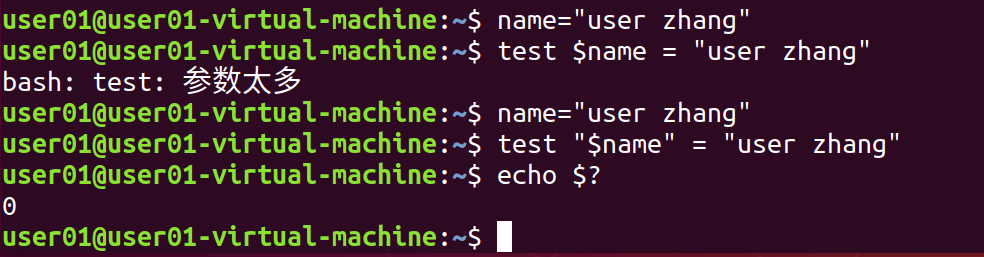 user01@user01-virtual-machine:~$ name="user zhang"
user01@user01-virtual-machine:~$ test $name = "user zhang"
bash: test: 参数太多
user01@user01-virtual-machine:~$ name="user zhang"
user01@user01-virtual-machine:~$ test "$name" = "user zhang"
user01@user01-virtual-machine:~$ echo $?
0
user01@user01-virtual-machine:~$